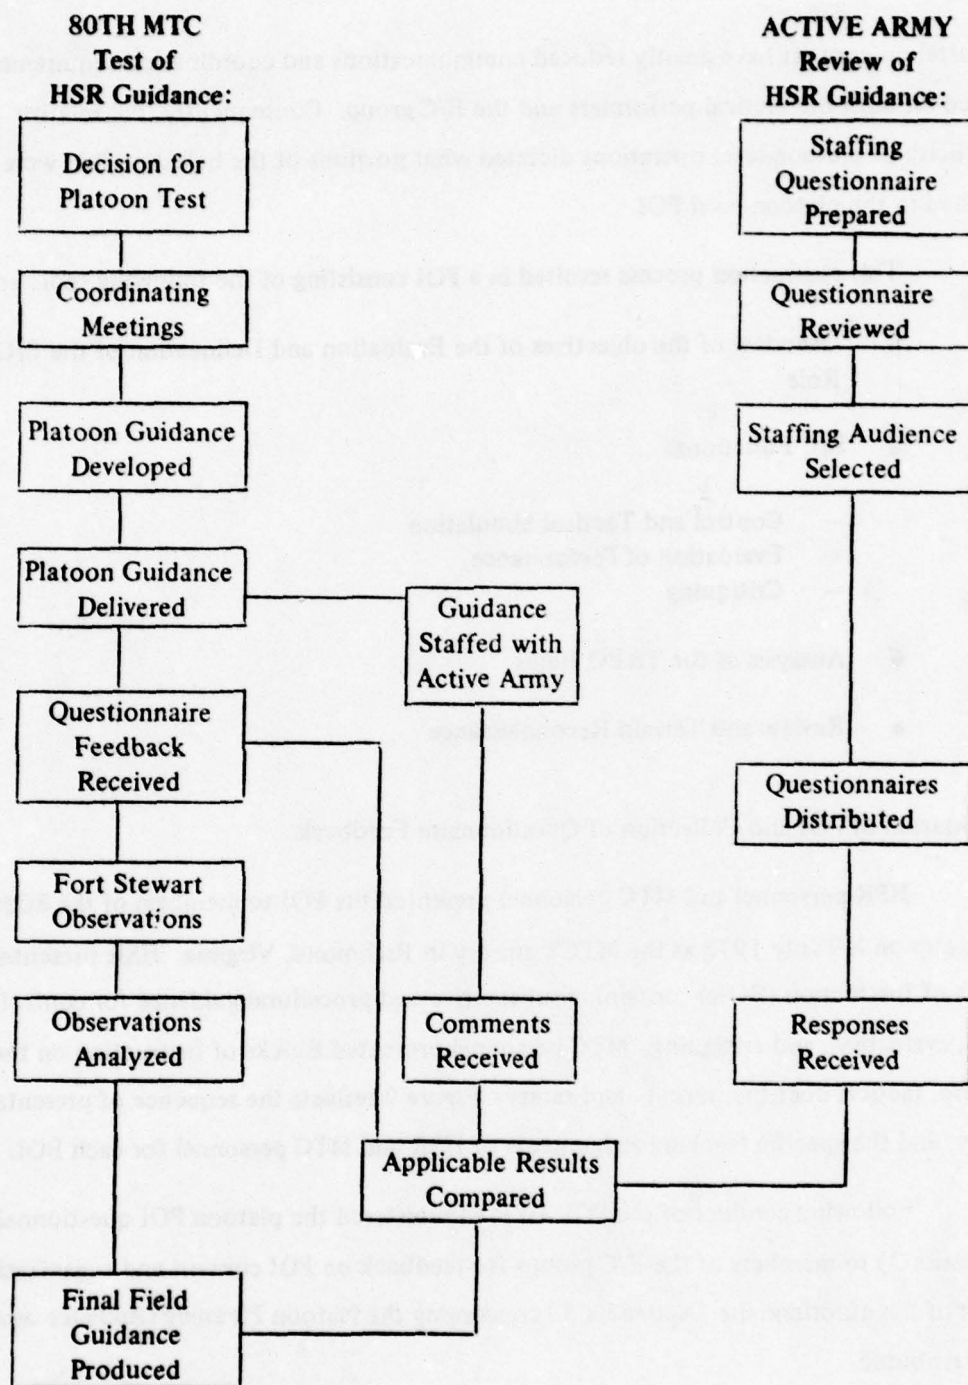 80TH MTC
Test of
HSR Guidance:
Decision for
Platoon Test
Coordinating
Meetings
Platoon Guidance
Developed
Platoon Guidance
Delivered
Questionnaire
Feedback
Received
Fort Stewart
Observations
Observations
Analyzed
Final Field
Guidance
Produced
Guidance
Staffed with
Active Army
Comments
Received
Applicable Results
Compared
ACTIVE ARMY
Review of
HSR Guidance:
Staffing
Questionnaire
Prepared
Questionnaire
Reviewed
Staffing Audience
Selected
Questionnaires
Distributed
Responses
Received